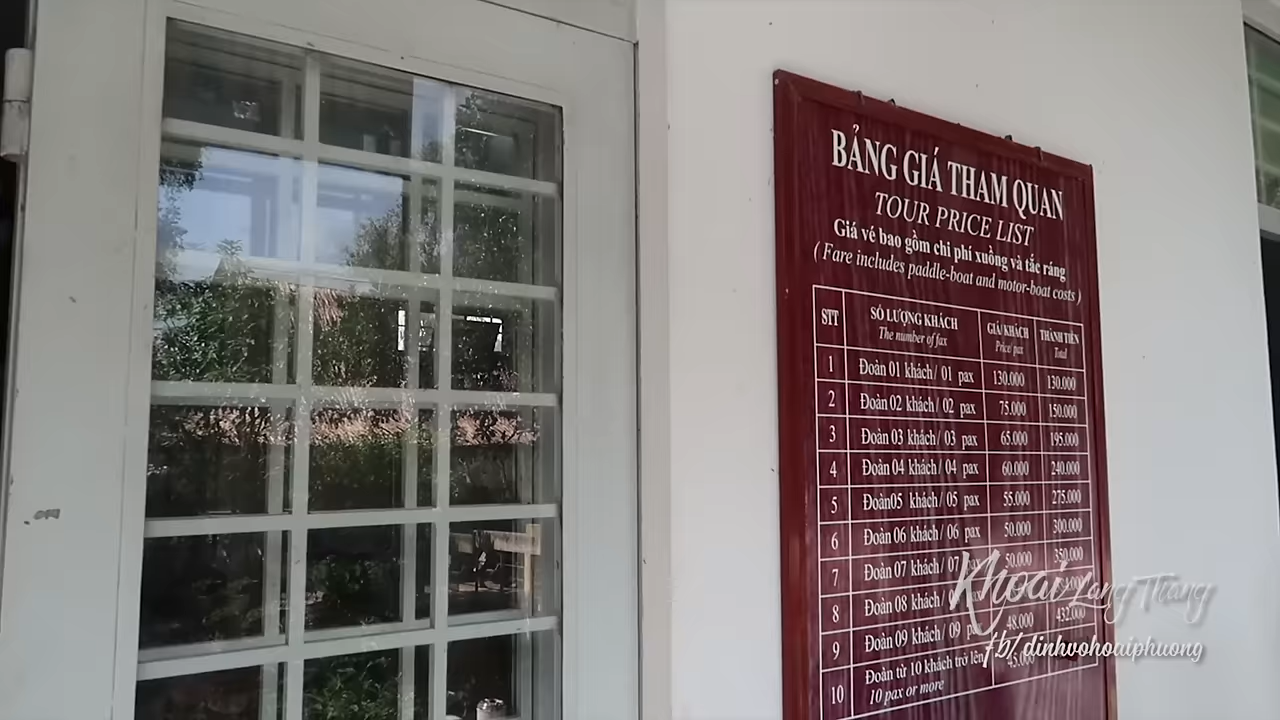 BẢNG GIÁ THAM QUAN
TOUR PRICE LIST
Giá vé bao gồm chi phí xuồng và tắc ráng
( Fare includes paddle-boat and motor-boat costs )
STT SỐ LƯỢNG KHÁCH GIÁ/ KHÁCH THÀNH TIỀN
The number of fax Price/ pax Total
1 Đoàn 01 khách / 01 pax 130.000 130.000
2 Đoàn 02 khách / 02 pax 75.000 150.000
3 Đoàn 03 khách / 03 pax 65.000 195.000
4 Đoàn 04 khách / 04 pax 60.000 240.000
5 Đoàn05 khách / 05 pax 55.000 275.000
6 Đoàn 06 khách / 06 pax 50.000 300.000
7 Đoàn 07 khách / 07 50.000 350.000
8 Đoàn 08 khách /
9 Đoàn 09 khách / 09 48.000 432.000
10 Đoàn từ 10 khách trở lên 45.000
10 pax or more
Khoai Lang Thang
fb/ dinhvohoaiphuong